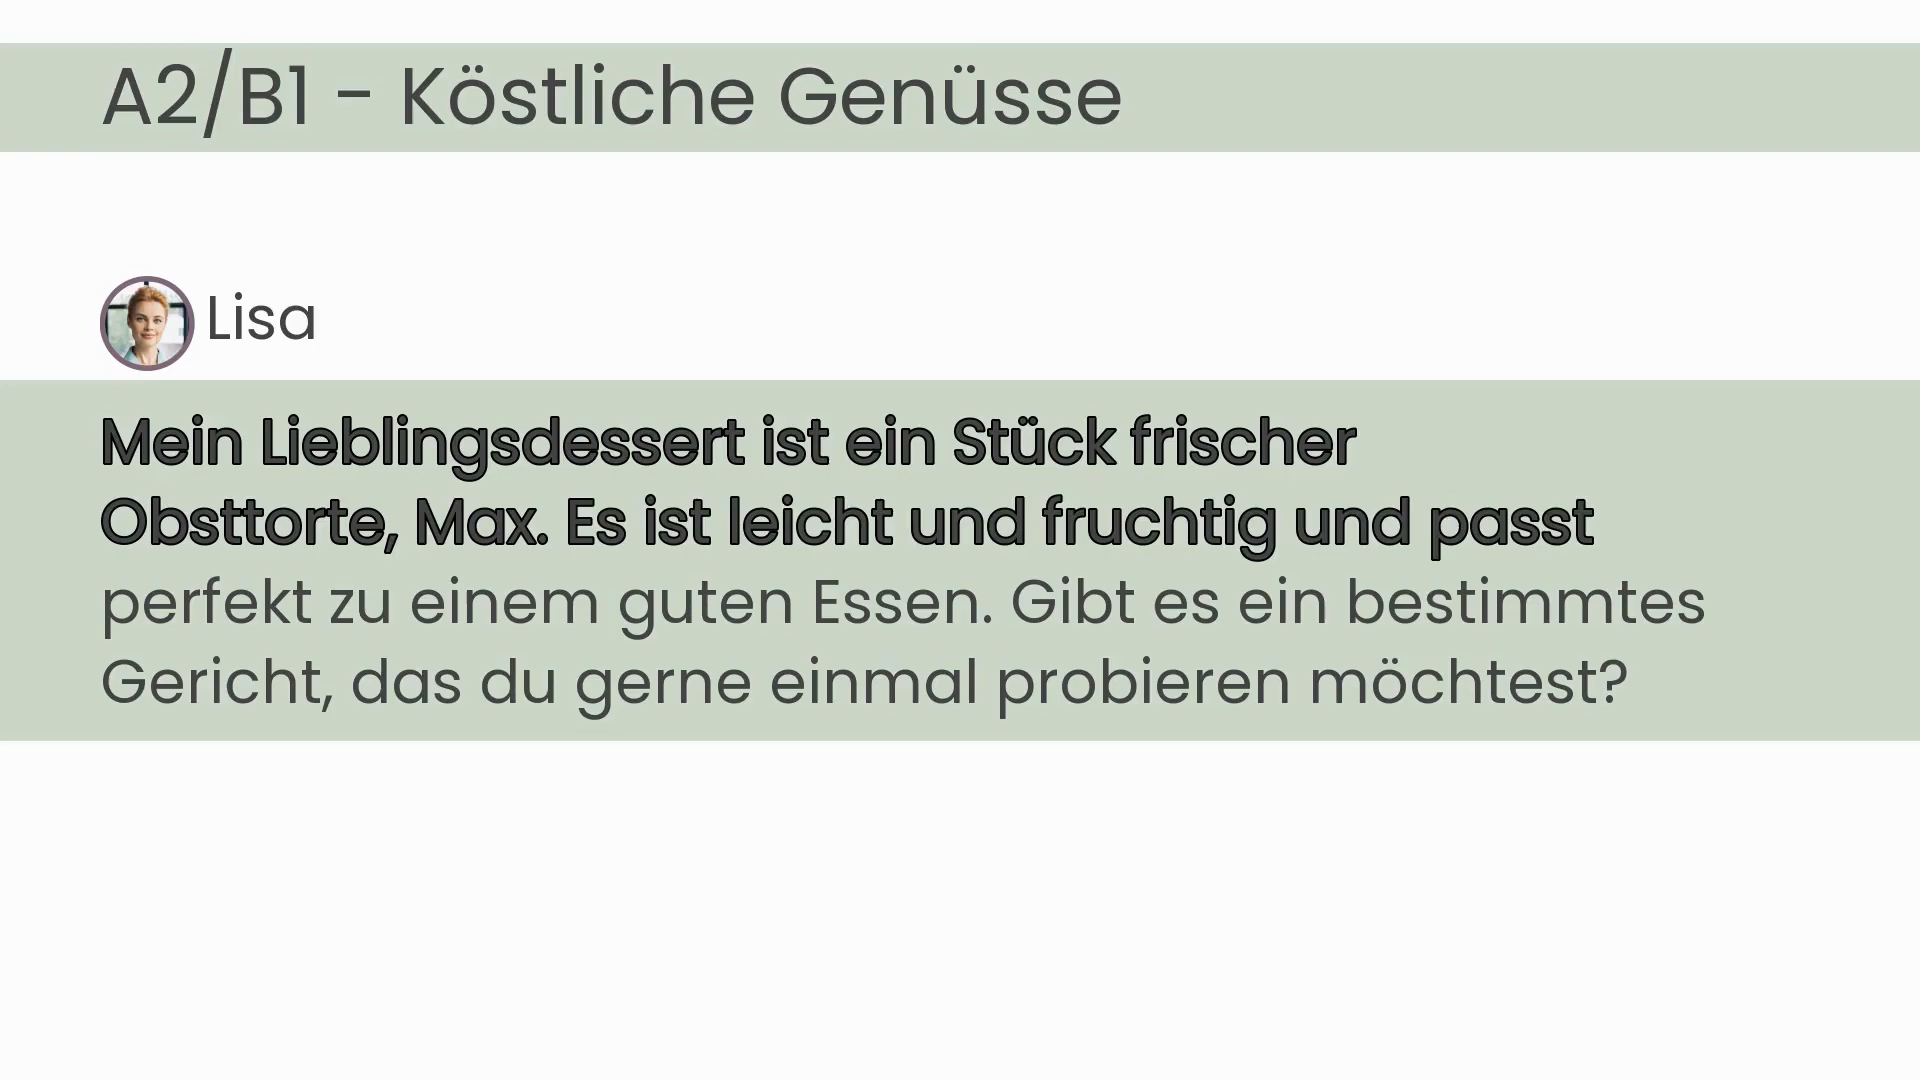 A2/B1 - Köstliche Genüsse
Lisa
Mein Lieblingsdessert ist ein Stück frischer
Obsttorte, Max. Es ist leicht und fruchtig und passt
perfekt zu einem guten Essen. Gibt es ein bestimmtes
Gericht, das du gerne einmal probieren möchtest?